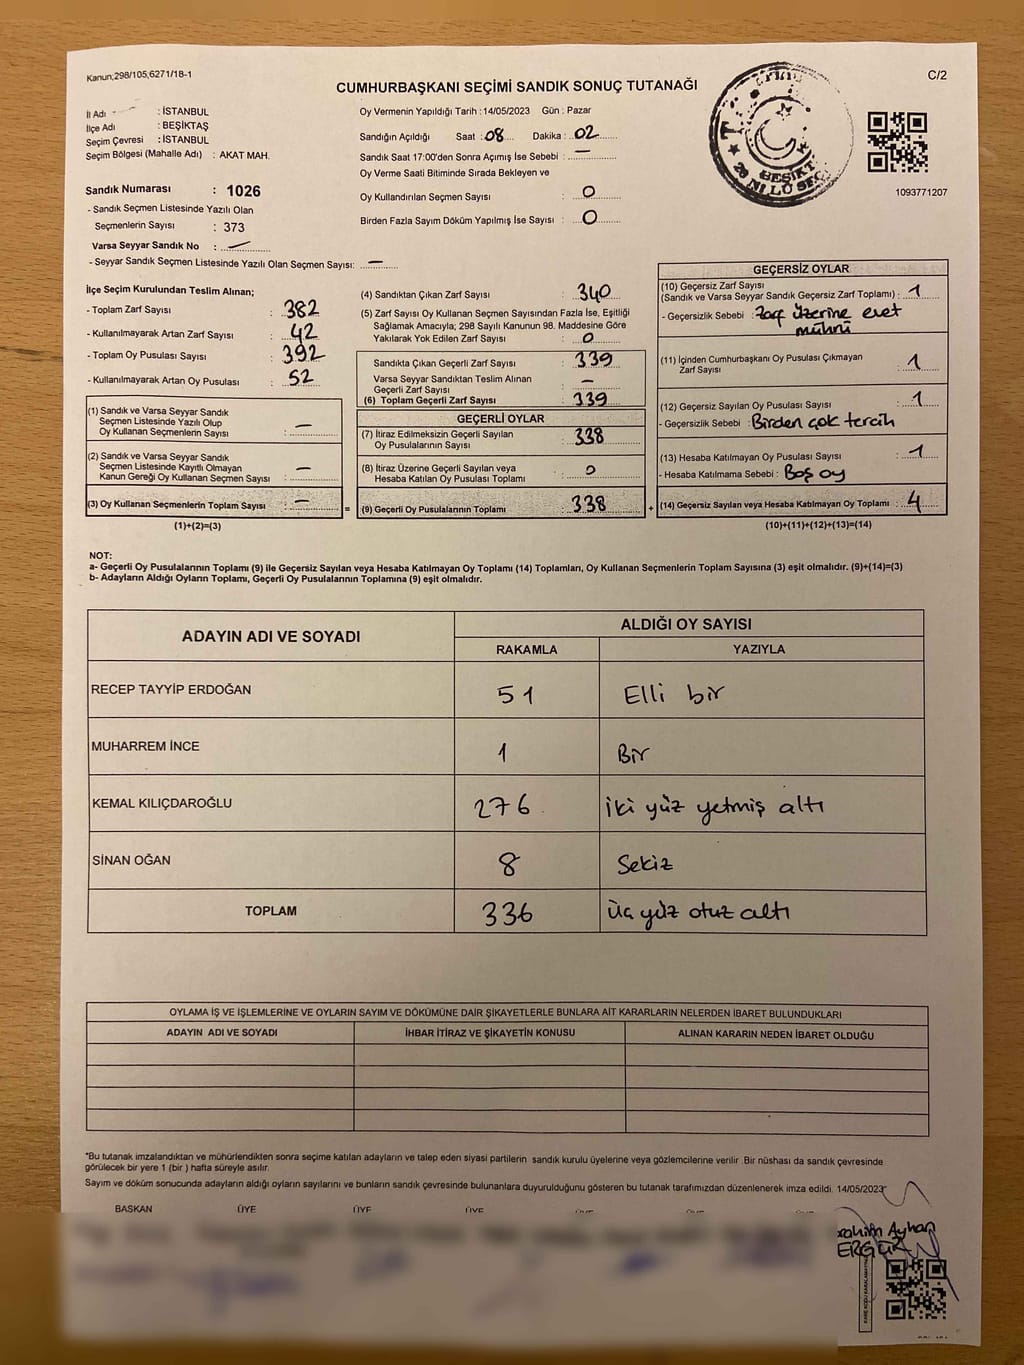 Kanun;298/105,6271/18-1
C/2
CUMHURBAŞKANI SEÇİMİ SANDIK SONUÇ TUTANAĞI
İl Adı : İSTANBUL
İlçe Adı : BEŞİKTAŞ
Seçim Çevresi : İSTANBUL
Seçim Bölgesi (Mahalle Adı) : AKAT MAH.
Oy Vermenin Yapıldığı Tarih : 14/05/2023 Gün : Pazar
Sandığın Açıldığı Saat : 08 Dakika : 02
Sandık Saat 17:00'den Sonra Açımış İse Sebebi : —
Oy Verme Saati Bitiminde Sırada Bekleyen ve
Oy Kullandırılan Seçmen Sayısı : 0
Birden Fazla Sayım Döküm Yapılmış İse Sayısı : 0
BEŞİKT
1093771207
Sandık Numarası : 1026
- Sandık Seçmen Listesinde Yazılı Olan
Seçmenlerin Sayısı : 373
Varsa Seyyar Sandık No : —
- Seyyar Sandık Seçmen Listesinde Yazılı Olan Seçmen Sayısı: —
İlçe Seçim Kurulundan Teslim Alınan;
- Toplam Zarf Sayısı : 382
- Kullanılmayarak Artan Zarf Sayısı : 42
- Toplam Oy Pusulası Sayısı : 392
- Kullanılmayarak Artan Oy Pusulası : 52
(1) Sandık ve Varsa Seyyar Sandık
Seçmen Listesinde Yazılı Olup
Oy Kullanan Seçmenlerin Sayısı : —
(2) Sandık ve Varsa Seyyar Sandık
Seçmen Listesinde Kayıtlı Olmayan
Kanun Gereği Oy Kullanan Seçmen Sayısı : —
(3) Oy Kullanan Seçmenlerin Toplam Sayısı : —
(1)+(2)=(3)
(4) Sandıktan Çıkan Zarf Sayısı : 340
(5) Zarf Sayısı Oy Kullanan Seçmen Sayısından Fazla İse, Eşitliği
Sağlamak Amacıyla; 298 Sayılı Kanunun 98. Maddesine Göre
Yakılarak Yok Edilen Zarf Sayısı : 0
Sandıkta Çıkan Geçerli Zarf Sayısı : 339
Varsa Seyyar Sandıktan Teslim Alınan
Geçerli Zarf Sayısı : —
(6) Toplam Geçerli Zarf Sayısı : 339
GEÇERLİ OYLAR
(7) İtiraz Edilmeksizin Geçerli Sayılan
Oy Pusulalarının Sayısı : 338
(8) İtiraz Üzerine Geçerli Sayılan veya
Hesaba Katılan Oy Pusulası Toplamı : 0
= (9) Geçerli Oy Pusulalarının Toplamı : 338 +
GEÇERSİZ OYLAR
(10) Geçersiz Zarf Sayısı
(Sandık ve Varsa Seyyar Sandık Geçersiz Zarf Toplamı) : 1
- Geçersizlik Sebebi : Zarf üzerine evet
mührü
(11) İçinden Cumhurbaşkanı Oy Pusulası Çıkmayan
Zarf Sayısı : 1
(12) Geçersiz Sayılan Oy Pusulası Sayısı : 1
- Geçersizlik Sebebi : Birden çok tercih
(13) Hesaba Katılmayan Oy Pusulası Sayısı : 1
- Hesaba Katılmama Sebebi : Boş oy
(14) Geçersiz Sayılan veya Hesaba Katılmayan Oy Toplamı : 4
(10)+(11)+(12)+(13)=(14)
NOT:
a- Geçerli Oy Pusulalarının Toplamı (9) ile Geçersiz Sayılan veya Hesaba Katılmayan Oy Toplamı (14) Toplamları, Oy Kullanan Seçmenlerin Toplam Sayısına (3) eşit olmalıdır. (9)+(14)=(3)
b- Adayların Aldığı Oyların Toplamı, Geçerli Oy Pusulalarının Toplamına (9) eşit olmalıdır.
ADAYIN ADI VE SOYADI
ALDIĞI OY SAYISI
RAKAMLA YAZIYLA
RECEP TAYYİP ERDOĞAN 51 Elli bir
MUHARREM İNCE 1 Bir
KEMAL KILIÇDAROĞLU 276 iki yüz yetmiş altı
SİNAN OĞAN 8 Sekiz
TOPLAM 336 Üç yüz otuz altı
OYLAMA İŞ VE İŞLEMLERİNE VE OYLARIN SAYIM VE DÖKÜMÜNE DAİR ŞİKAYETLERLE BUNLARA AİT KARARLARIN NELERDEN İBARET BULUNDUKLARI
ADAYIN ADI VE SOYADI İHBAR İTİRAZ VE ŞİKAYETİN KONUSU ALINAN KARARIN NEDEN İBARET OLDUĞU
*Bu tutanak imzalandıktan ve mühürlendikten sonra seçime katılan adayların ve talep eden siyasi partilerin sandık kurulu üyelerine veya gözlemcilerine verilir .Bir nüshası da sandık çevresinde
görülecek bir yere 1 (bir ) hafta süreyle asılır.
Sayım ve döküm sonucunda adayların aldığı oyların sayılarını ve bunların sandık çevresinde bulunanlara duyurulduğunu gösteren bu tutanak tarafımızdan düzenlenerek imza edildi. 14/05/2023
BAŞKAN ÜYE ÜYE ÜYE
Ayhan